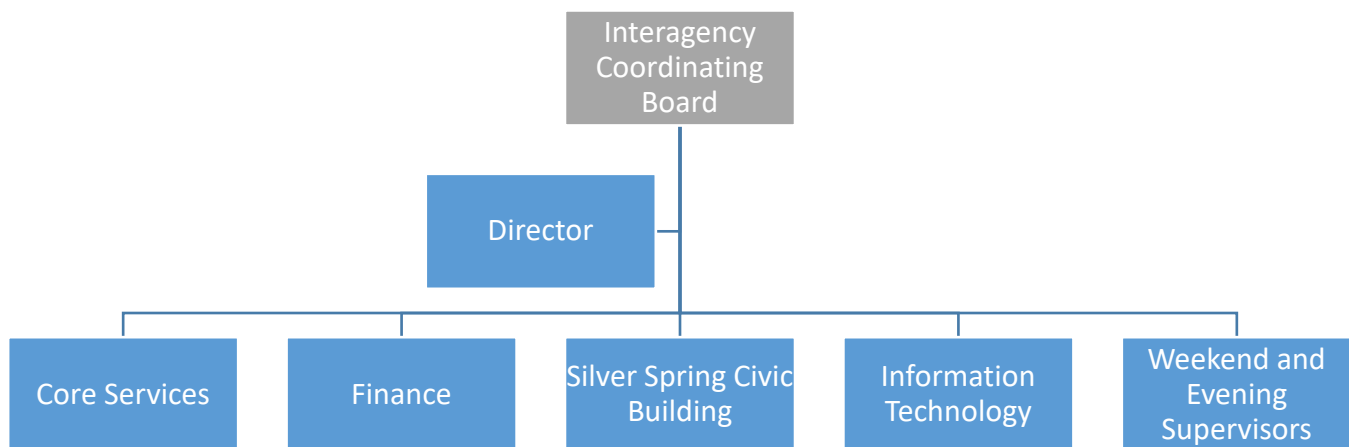 Interagency
Coordinating
Board
Director
Core Services
Finance
Silver Spring Civic
Building
Information
Technology
Weekend and
Evening
Supervisors